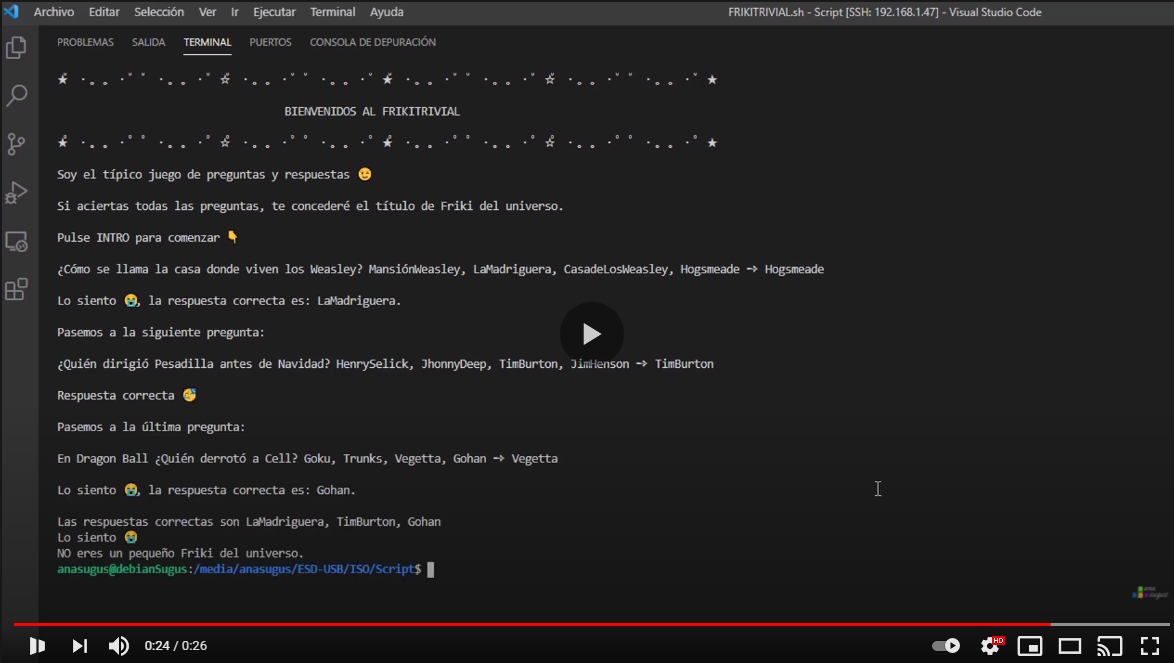 Archivo Editar Selección Ver Ir Ejecutar Terminal Ayuda FRIKITRIVIAL.sh - Script [SSH: 192.168.1.47] - Visual Studio Code
PROBLEMAS SALIDA TERMINAL PUERTOS CONSOLA DE DEPURACIÓN
BIENVENIDOS AL FRIKITRIVIAL
Soy el típico juego de preguntas y respuestas 😉
Si aciertas todas las preguntas, te concederé el título de Friki del universo.
Pulse INTRO para comenzar 👇
¿Cómo se llama la casa donde viven los Weasley? MansiónWeasley, LaMadriguera, CasadeLosWeasley, Hogsmeade ➺ Hogsmeade
Lo siento 😭, la respuesta correcta es: LaMadriguera.
Pasemos a la siguiente pregunta:
¿Quién dirigió Pesadilla antes de Navidad? HenrySelick, JhonnyDeep, TimBurton, JimHenson ➺ TimBurton
Respuesta correcta 🥳
Pasemos a la última pregunta:
En Dragon Ball ¿Quién derrotó a Cell? Goku, Trunks, Vegetta, Gohan ➺ Vegetta
Lo siento 😭, la respuesta correcta es: Gohan.
Las respuestas correctas son LaMadriguera, TimBurton, Gohan
Lo siento 😭
NO eres un pequeño Friki del universo.
anasugus@debianSugus:/media/anasugus/ESD-USB/ISO/Script$
0:24 / 0:26 HD